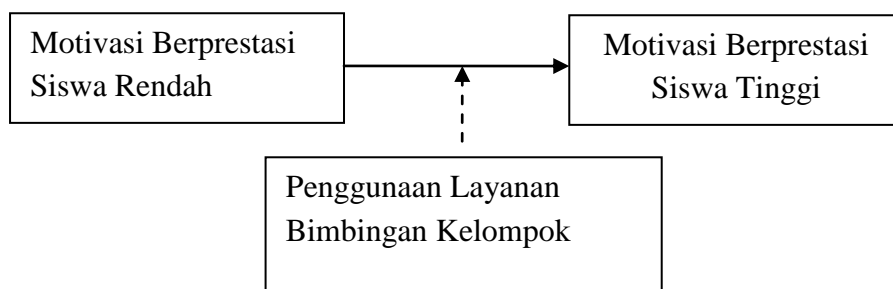 Motivasi Berprestasi
Siswa Rendah
Motivasi Berprestasi
Siswa Tinggi
Penggunaan Layanan
Bimbingan Kelompok